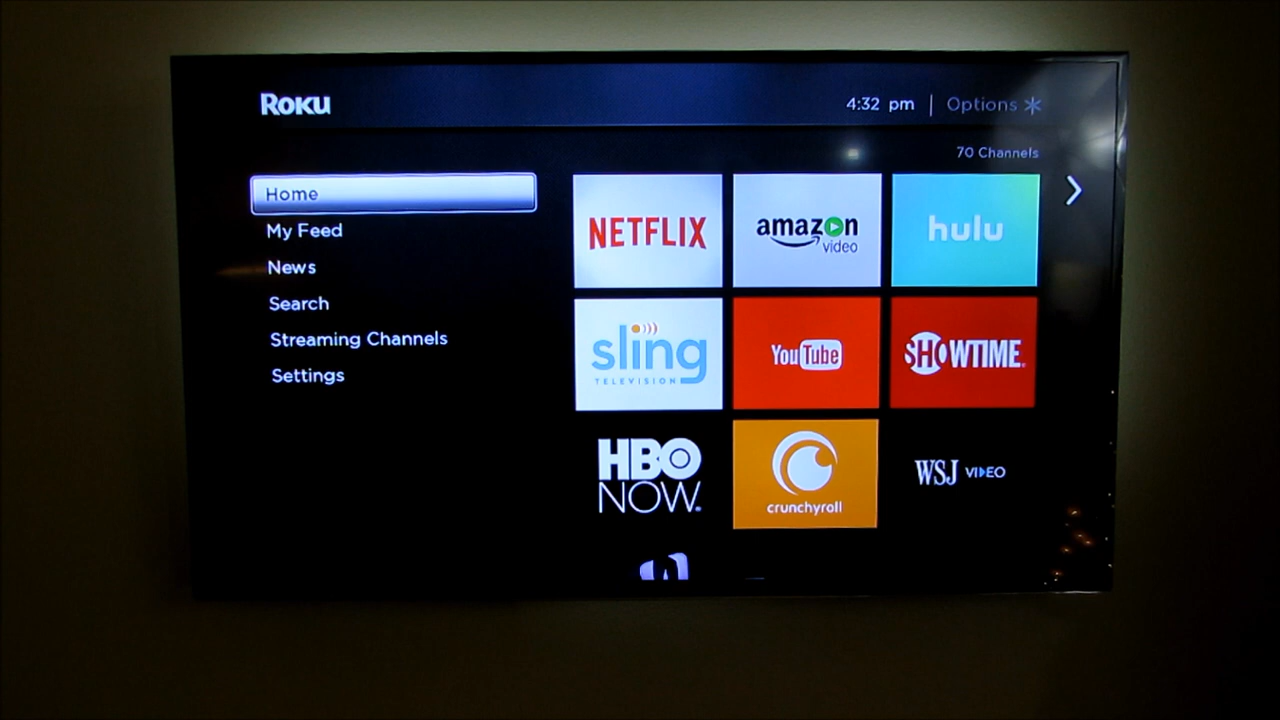 ROKU
4:32 pm | Options
70 Channels
Home
My Feed
News
Search
Streaming Channels
Settings
NETFLIX
amazon
video
hulu
sling
TELEVISION
YouTube
SHOWTIME
HBO
NOW.
crunchyroll
WSJ VIDEO